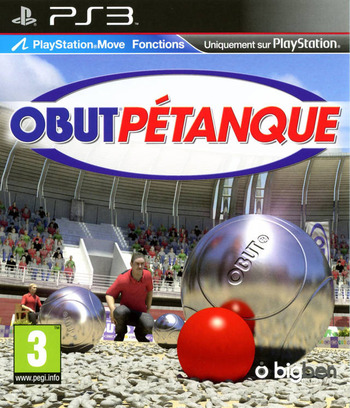 PS3
PlayStation®Move Fonctions
Uniquement sur PlayStation®
OBUT PÉTANQUE
OBUT®
3
www.pegi.info
bigben